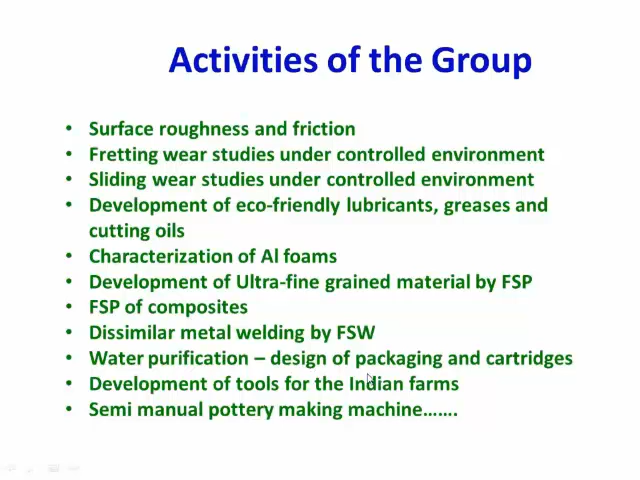 Activities of the Group
• Surface roughness and friction
• Fretting wear studies under controlled environment
• Sliding wear studies under controlled environment
• Development of eco-friendly lubricants, greases and
cutting oils
• Characterization of Al foams
• Development of Ultra-fine grained material by FSP
• FSP of composites
• Dissimilar metal welding by FSW
• Water purification – design of packaging and cartridges
• Development of tools for the Indian farms
• Semi manual pottery making machine…….